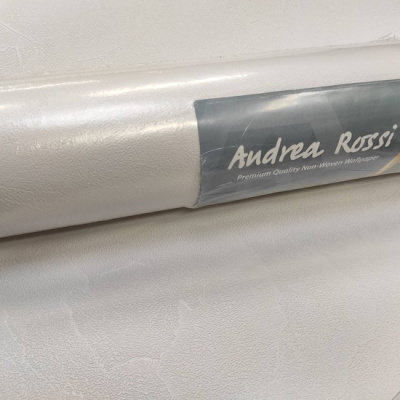 Andrea Rossi
Premium Quality Non-Woven Wallpaper